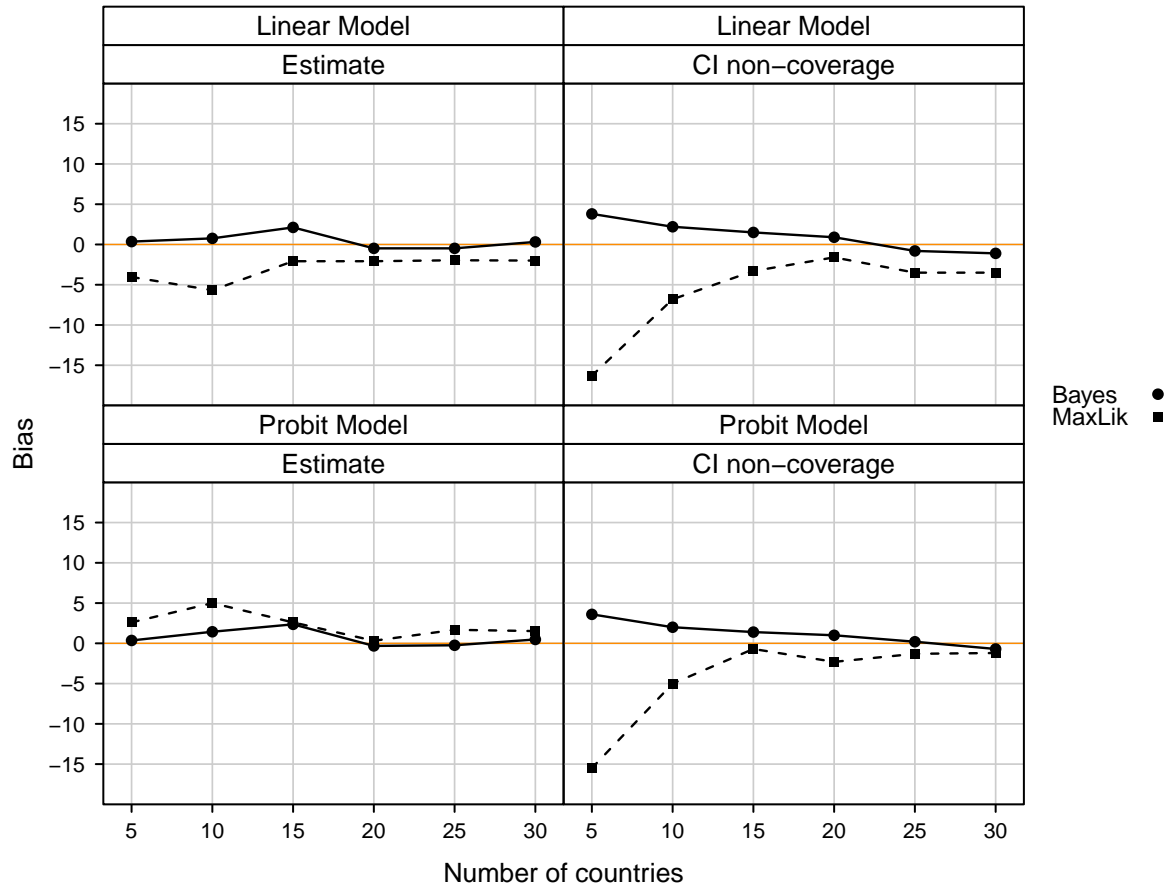 Linear Model
Linear Model
Estimate
CI non−coverage
15
10
5
0
−5
−10
−15
Probit Model
Probit Model
Estimate
CI non−coverage
15
10
5
0
−5
−10
−15
5 10 15 20 25 30
5 10 15 20 25 30
Number of countries
Bias
Bayes
MaxLik